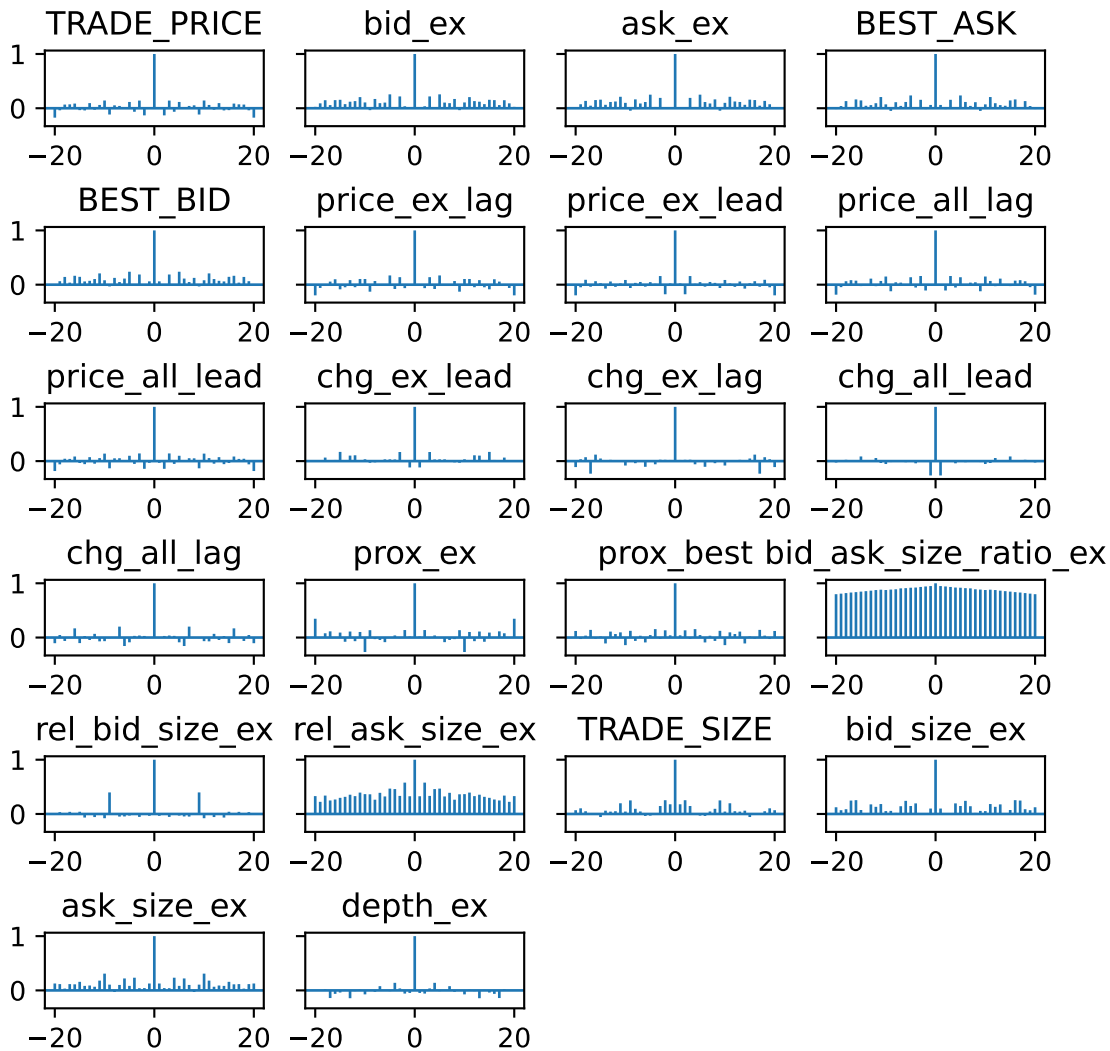 TRADE_PRICE bid_ex ask_ex BEST_ASK
1
0
−20 0 20 −20 0 20 −20 0 20 −20 0 20
BEST_BID price_ex_lag price_ex_lead price_all_lag
1
0
−20 0 20 −20 0 20 −20 0 20 −20 0 20
price_all_lead chg_ex_lead chg_ex_lag chg_all_lead
1
0
−20 0 20 −20 0 20 −20 0 20 −20 0 20
chg_all_lag prox_ex prox_best bid_ask_size_ratio_ex
1
0
−20 0 20 −20 0 20 −20 0 20 −20 0 20
rel_bid_size_ex rel_ask_size_ex TRADE_SIZE bid_size_ex
1
0
−20 0 20 −20 0 20 −20 0 20 −20 0 20
ask_size_ex depth_ex
1
0
−20 0 20 −20 0 20